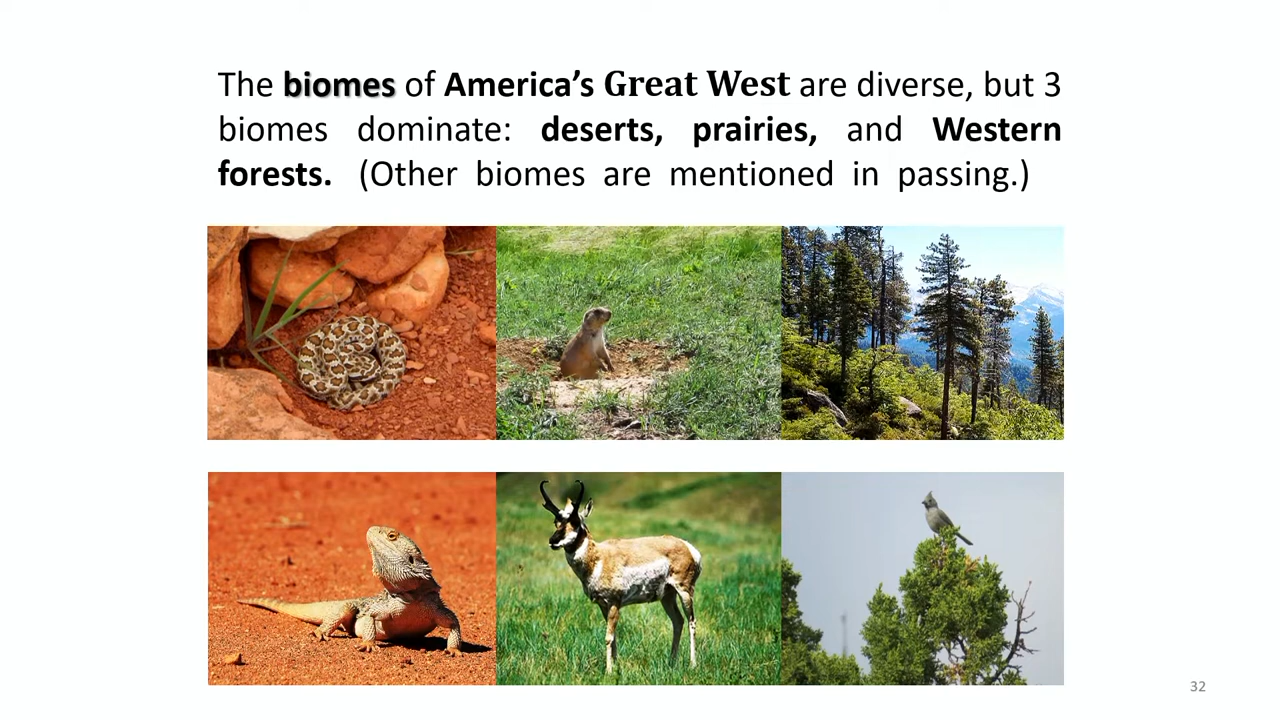 The biomes of America’s Great West are diverse, but 3
biomes dominate: deserts, prairies, and Western
forests. (Other biomes are mentioned in passing.)
32